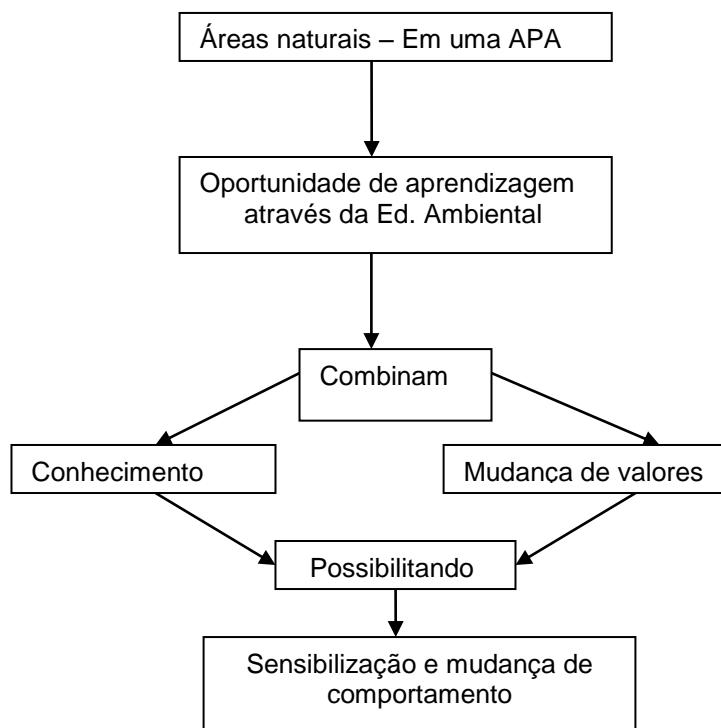 Áreas naturais – Em uma APA
Oportunidade de aprendizagem
através da Ed. Ambiental
Combinam
Conhecimento
Mudança de valores
Possibilitando
Sensibilização e mudança de
comportamento